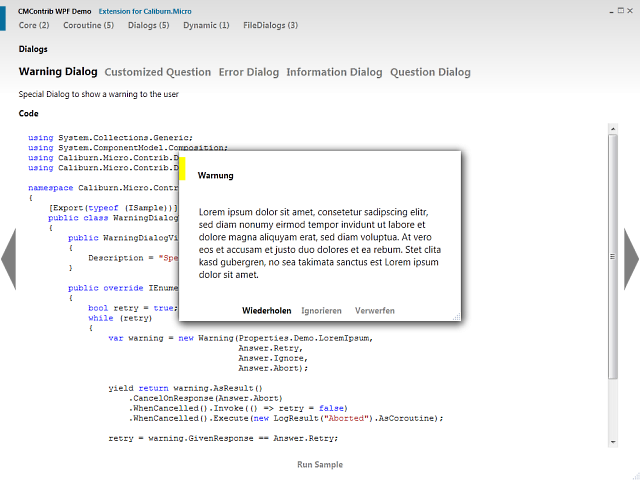 CMContrib WPF Demo Extension for Caliburn.Micro
Core (2) Coroutine (5) Dialogs (5) Dynamic (1) FileDialogs (3)
Dialogs
Warning Dialog Customized Question Error Dialog Information Dialog Question Dialog
Special Dialog to show a warning to the user
Code
using System.Collections.Generic;
using System.ComponentModel.Composition;
using Caliburn.Micro.Contrib.D
using Caliburn.Micro.Contrib.D
namespace Caliburn.Micro.Contr
{
[Export(typeof (ISample))]
public class WarningDialog
{
public WarningDialogVi
{
Description = "Spe
}
public override IEnume
{
bool retry = true;
while (retry)
{
var warning = new Warning(Properties.Demo.LoremIpsum,
Answer.Retry,
Answer.Ignore,
Answer.Abort);
yield return warning.AsResult()
.CancelOnResponse(Answer.Abort)
.WhenCancelled().Invoke(() => retry = false)
.WhenCancelled().Execute(new LogResult("Aborted").AsCoroutine);
retry = warning.GivenResponse == Answer.Retry;
Warnung
Lorem ipsum dolor sit amet, consetetur sadipscing elitr,
sed diam nonumy eirmod tempor invidunt ut labore et
dolore magna aliquyam erat, sed diam voluptua. At vero
eos et accusam et justo duo dolores et ea rebum. Stet clita
kasd gubergren, no sea takimata sanctus est Lorem ipsum
dolor sit amet.
Wiederholen Ignorieren Verwerfen
Run Sample